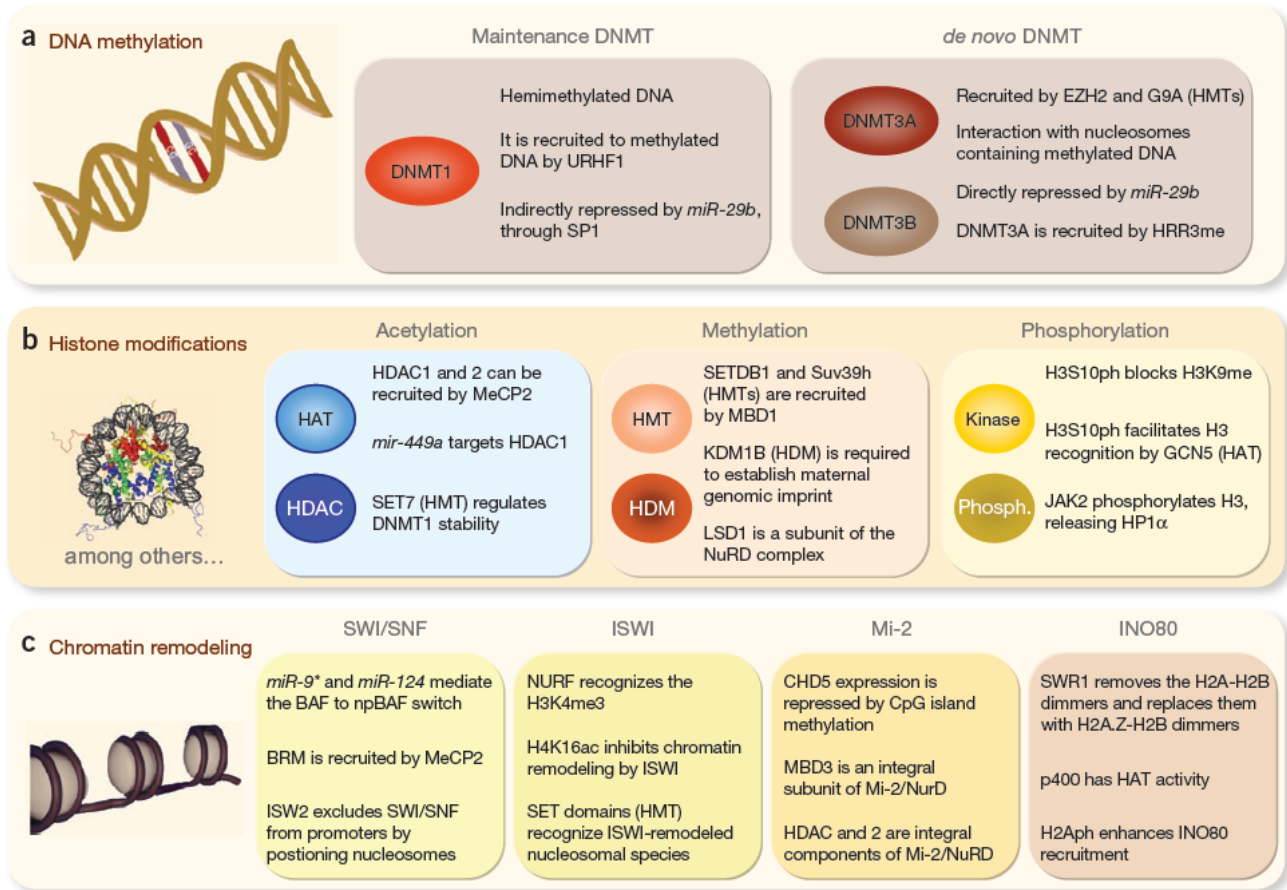 a DNA methylation
Maintenance DNMT
DNMT1
Hemimethylated DNA
It is recruited to methylated
DNA by URHF1
Indirectly repressed by miR-29b,
through SP1
de novo DNMT
DNMT3A
DNMT3B
Recruited by EZH2 and G9A (HMTs)
Interaction with nucleosomes
containing methylated DNA
Directly repressed by miR-29b
DNMT3A is recruited by HRR3me
b Histone modifications
among others...
Acetylation
HAT
HDAC
HDAC1 and 2 can be
recruited by MeCP2
mir-449a targets HDAC1
SET7 (HMT) regulates
DNMT1 stability
Methylation
HMT
HDM
SETDB1 and Suv39h
(HMTs) are recruited
by MBD1
KDM1B (HDM) is required
to establish maternal
genomic imprint
LSD1 is a subunit of the
NuRD complex
Phosphorylation
Kinase
Phosph.
H3S10ph blocks H3K9me
H3S10ph facilitates H3
recognition by GCN5 (HAT)
JAK2 phosphorylates H3,
releasing HP1α
c Chromatin remodeling
SWI/SNF
miR-9* and miR-124 mediate
the BAF to npBAF switch
BRM is recruited by MeCP2
ISW2 excludes SWI/SNF
from promoters by
postioning nucleosomes
ISWI
NURF recognizes the
H3K4me3
H4K16ac inhibits chromatin
remodeling by ISWI
SET domains (HMT)
recognize ISWI-remodeled
nucleosomal species
Mi-2
CHD5 expression is
repressed by CpG island
methylation
MBD3 is an integral
subunit of Mi-2/NurD
HDAC and 2 are integral
components of Mi-2/NuRD
INO80
SWR1 removes the H2A-H2B
dimmers and replaces them
with H2A.Z-H2B dimmers
p400 has HAT activity
H2Aph enhances INO80
recruitment